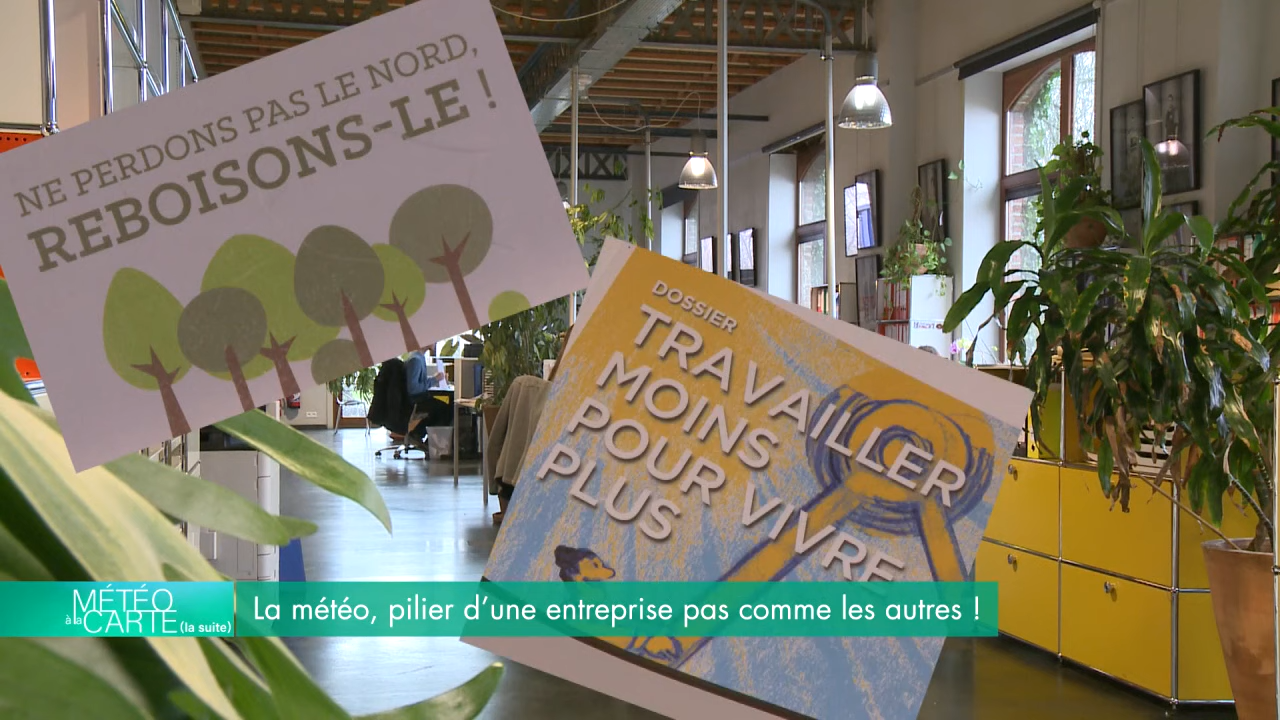 NE PERDONS PAS LE NORD,
REBOISONS-LE !
DOSSIER
TRAVAILLER
MOINS
POUR VIVRE
PLUS
MÉTÉO
à la CARTE (la suite)
La météo, pilier d'une entreprise pas comme les autres !